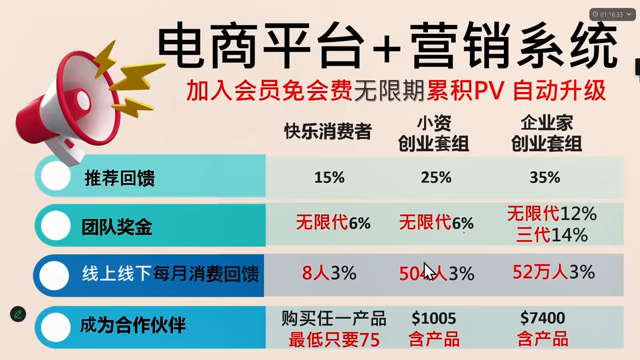 01:16:33
电商平台+营销系统
加入会员免会费无限期累积PV 自动升级
快乐消费者
小资
创业套组
企业家
创业套组
推荐回馈 15% 25% 35%
团队奖金 无限代6% 无限代6% 无限代12%
三代14%
线上线下每月消费回馈 8人3% 504人3% 52万人3%
成为合作伙伴 购买任一产品 $1005 $7400
最低只要75 含产品 含产品